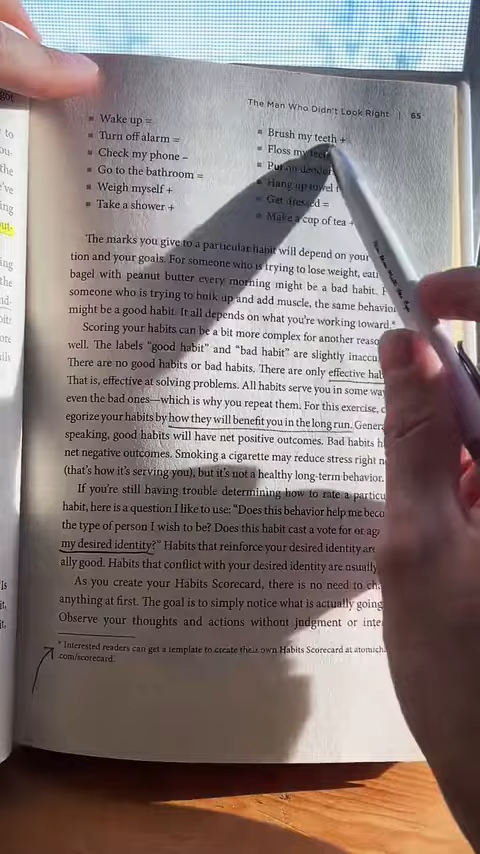 The Man Who Didn't Look Right | 65
Wake up =
Turn off alarm =
Check my phone –
Go to the bathroom =
Weigh myself +
Take a shower +
Brush my teeth +
Floss my teeth
Put on
Hang up towel
Get dressed =
Make a cup of tea +
The marks you give to a particular habit will depend on your
tion and your goals. For someone who is trying to lose weight,
bagel with peanut butter every morning might be a bad habit.
someone who is trying to bulk up and add muscle, the same behavior
might be a good habit. It all depends on what you're working toward.*
Scoring your habits can be a bit more complex for another
well. The labels “good habit” and “bad habit” are slightly
There are no good habits or bad habits. There are only effective
That is, effective at solving problems. All habits serve you in some
even the bad ones—which is why you repeat them. For this exercise,
egorize your habits by how they will benefit you in the long run.
speaking, good habits will have net positive outcomes. Bad habits
net negative outcomes. Smoking a cigarette may reduce stress right
(that's how it's serving you), but it's not a healthy long-term behavior.
If you're still having trouble determining how to rate a
habit, here is a question I like to use: “Does this behavior help me
the type of person I wish to be? Does this habit cast a vote for or
my desired identity?” Habits that reinforce your desired identity are
ally good. Habits that conflict with your desired identity are usually
As you create your Habits Scorecard, there is no need to
anything at first. The goal is to simply notice what is actually going
Observe your thoughts and actions without judgment or
* Interested readers can get a template to create their own Habits Scorecard at
com/scorecard.